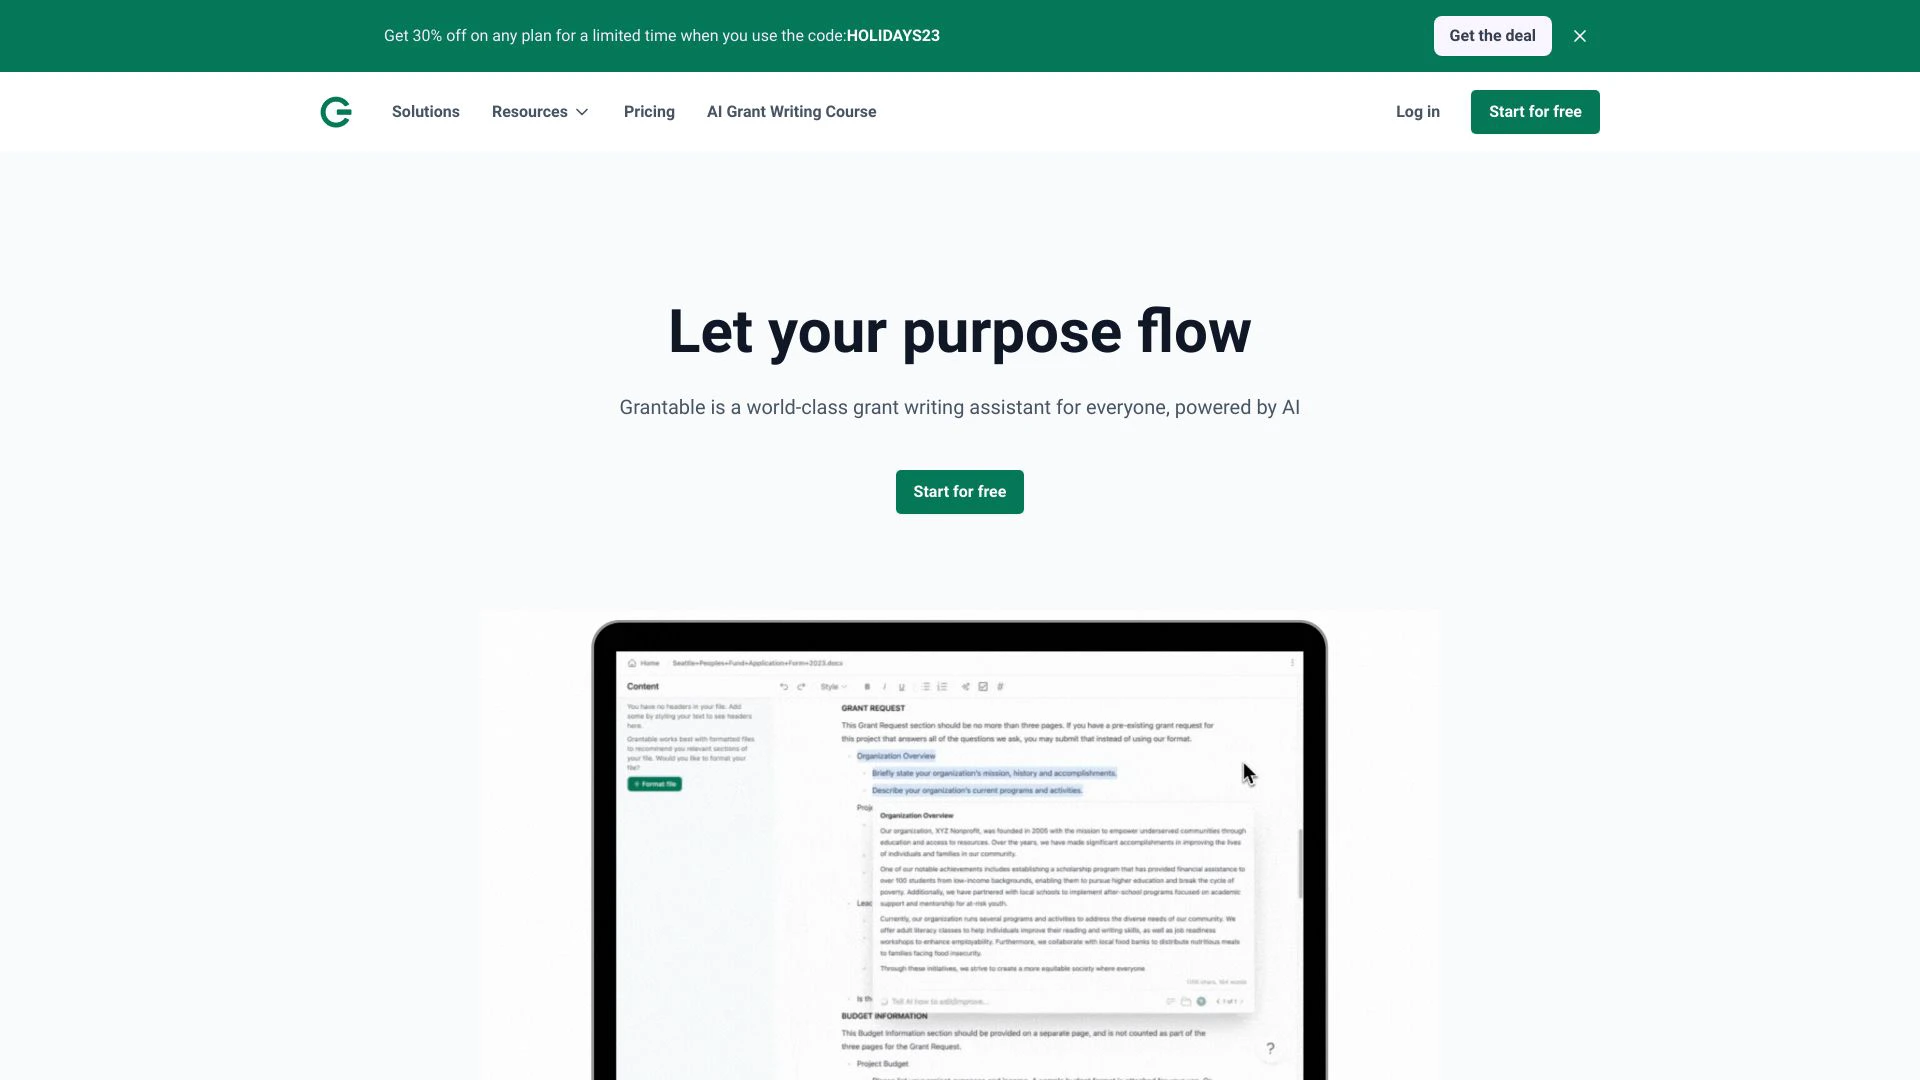 Get 30% off on any plan for a limited time when you use the code:HOLIDAYS23
Get the deal
Solutions
Resources
Pricing
AI Grant Writing Course
Log in
Start for free
Let your purpose flow
Grantable is a world-class grant writing assistant for everyone, powered by AI
Start for free
Home
Seattle+Peoples+Fund+Application+Form+2023.docx
Content
Style
B
I
U
#
You have no headers in your file. Add
some by styling your text to see headers
here.
Grantable works best with formatted files
to recommend you relevant sections of
your file. Would you like to format your
file?
+ Format file
GRANT REQUEST
This Grant Request section should be no more than three pages. If you have a pre-existing grant request for
this project that answers all of the questions we ask, you may submit that instead of using our format.
Organization Overview
Briefly state your organization's mission, history and accomplishments.
Describe your organization's current programs and activities.
Proje
Organization Overview
Our organization, XYZ Nonprofit, was founded in 2005 with the mission to empower underserved communities through
education and access to resources. Over the years, we have made significant accomplishments in improving the lives
of individuals and families in our community.
One of our notable achievements includes establishing a scholarship program that has provided financial assistance to
over 100 students from low-income backgrounds, enabling them to pursue higher education and break the cycle of
poverty. Additionally, we have partnered with local schools to implement after-school programs focused on academic
Lead
support and mentorship for at-risk youth.
Currently, our organization runs several programs and activities to address the diverse needs of our community. We
offer adult literacy classes to help individuals improve their reading and writing skills, as well as job readiness
workshops to enhance employability. Furthermore, we collaborate with local food banks to distribute nutritious meals
to families facing food insecurity.
Through these initiatives, we strive to create a more equitable society where everyone
Is th
Tell AI how to edit/improve...
1 of 1
BUDGET INFORMATION
This Budget Information section should be provided on a separate page, and is not counted as part of the
three pages for the Grant Request.
?
Project Budget